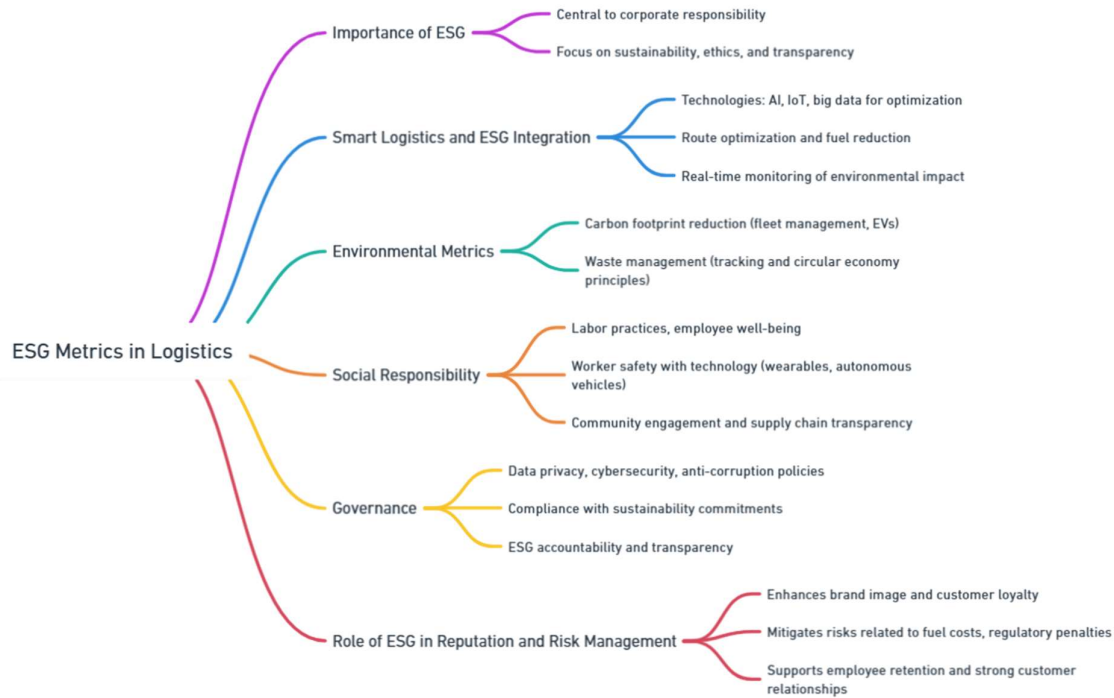 Importance of ESG
Central to corporate responsibility
Focus on sustainability, ethics, and transparency
Smart Logistics and ESG Integration
Technologies: AI, IoT, big data for optimization
Route optimization and fuel reduction
Real-time monitoring of environmental impact
Environmental Metrics
Carbon footprint reduction (fleet management, EVs)
Waste management (tracking and circular economy
principles)
ESG Metrics in Logistics
Social Responsibility
Labor practices, employee well-being
Worker safety with technology (wearables, autonomous
vehicles)
Community engagement and supply chain transparency
Governance
Data privacy, cybersecurity, anti-corruption policies
Compliance with sustainability commitments
ESG accountability and transparency
Role of ESG in Reputation and Risk Management
Enhances brand image and customer loyalty
Mitigates risks related to fuel costs, regulatory penalties
Supports employee retention and strong customer
relationships